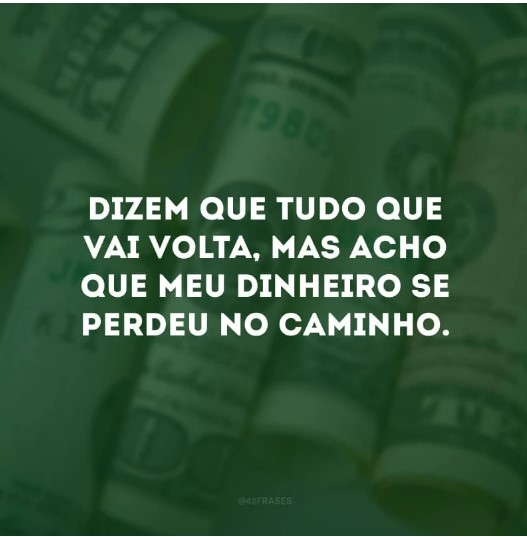 DIZEM QUE TUDO QUE
VAI VOLTA, MAS ACHO
QUE MEU DINHEIRO SE
PERDEU NO CAMINHO.
@42FRASES